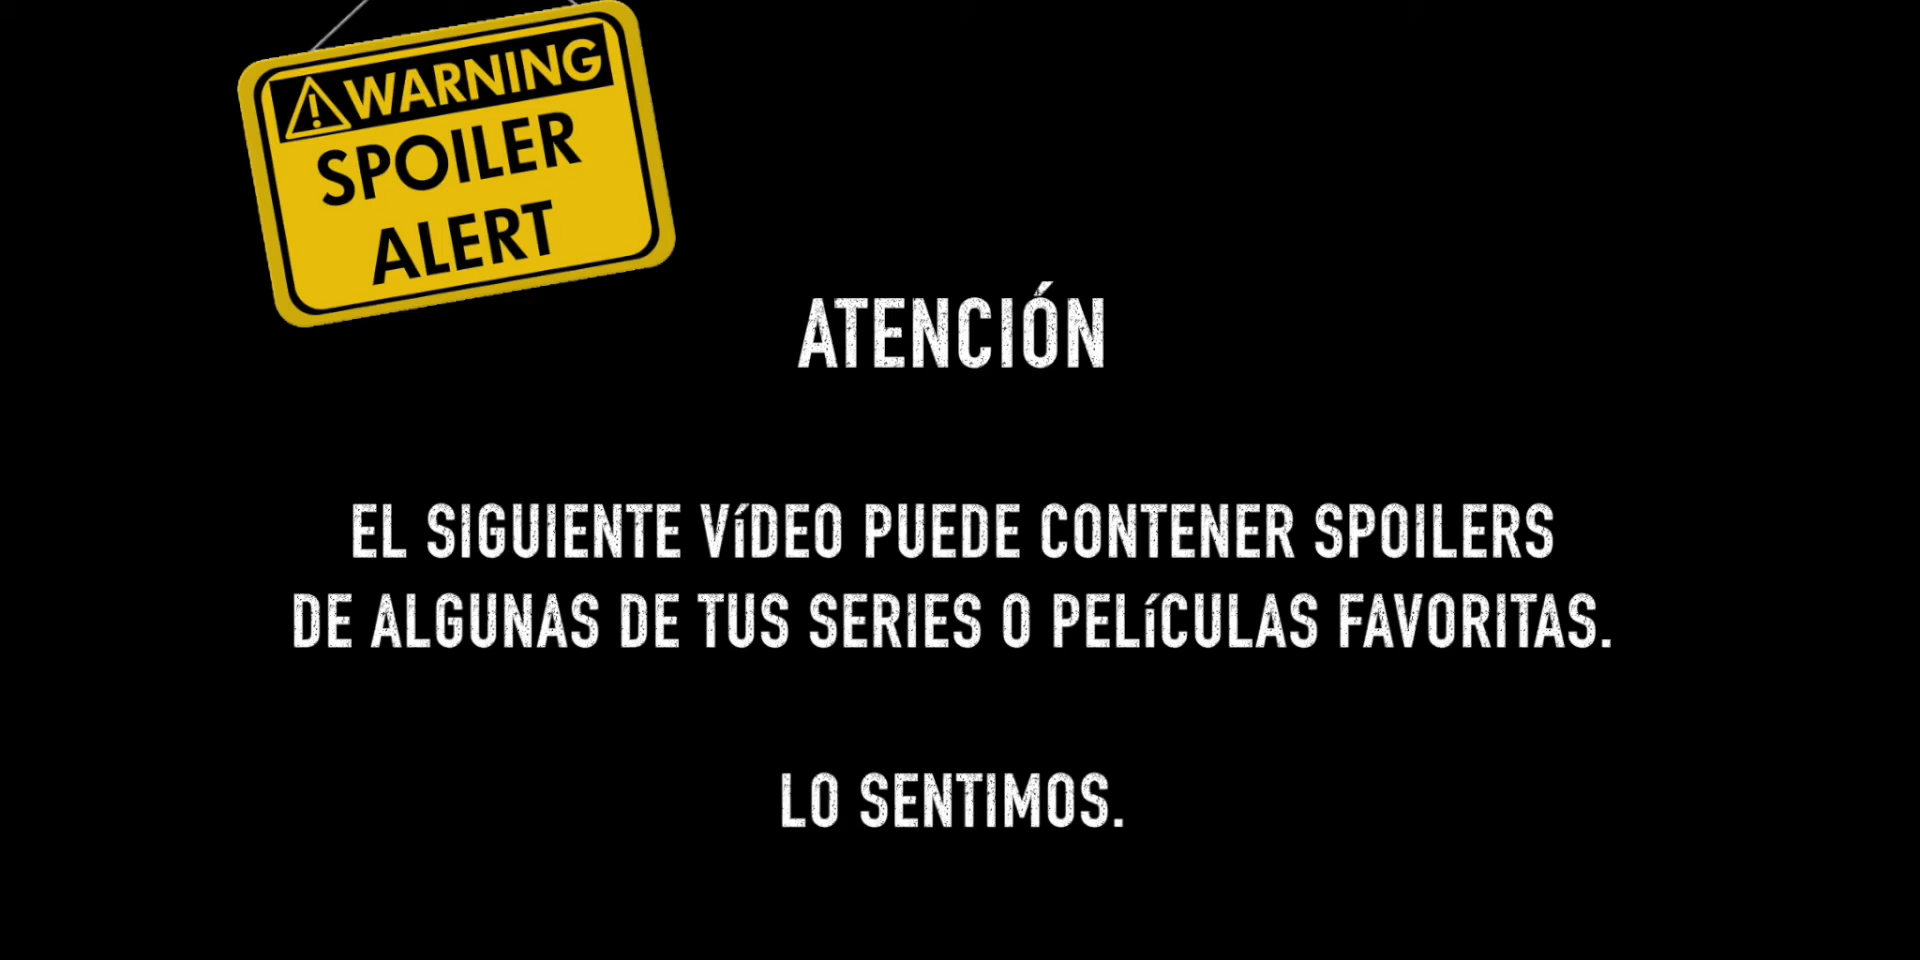 WARNING
SPOILER
ALERT
ATENCIÓN
EL SIGUIENTE VíDEO PUEDE CONTENER SPOILERS
DE ALGUNAS DE TUS SERIES O PELíCULAS FAVORITAS.
LO SENTIMOS.